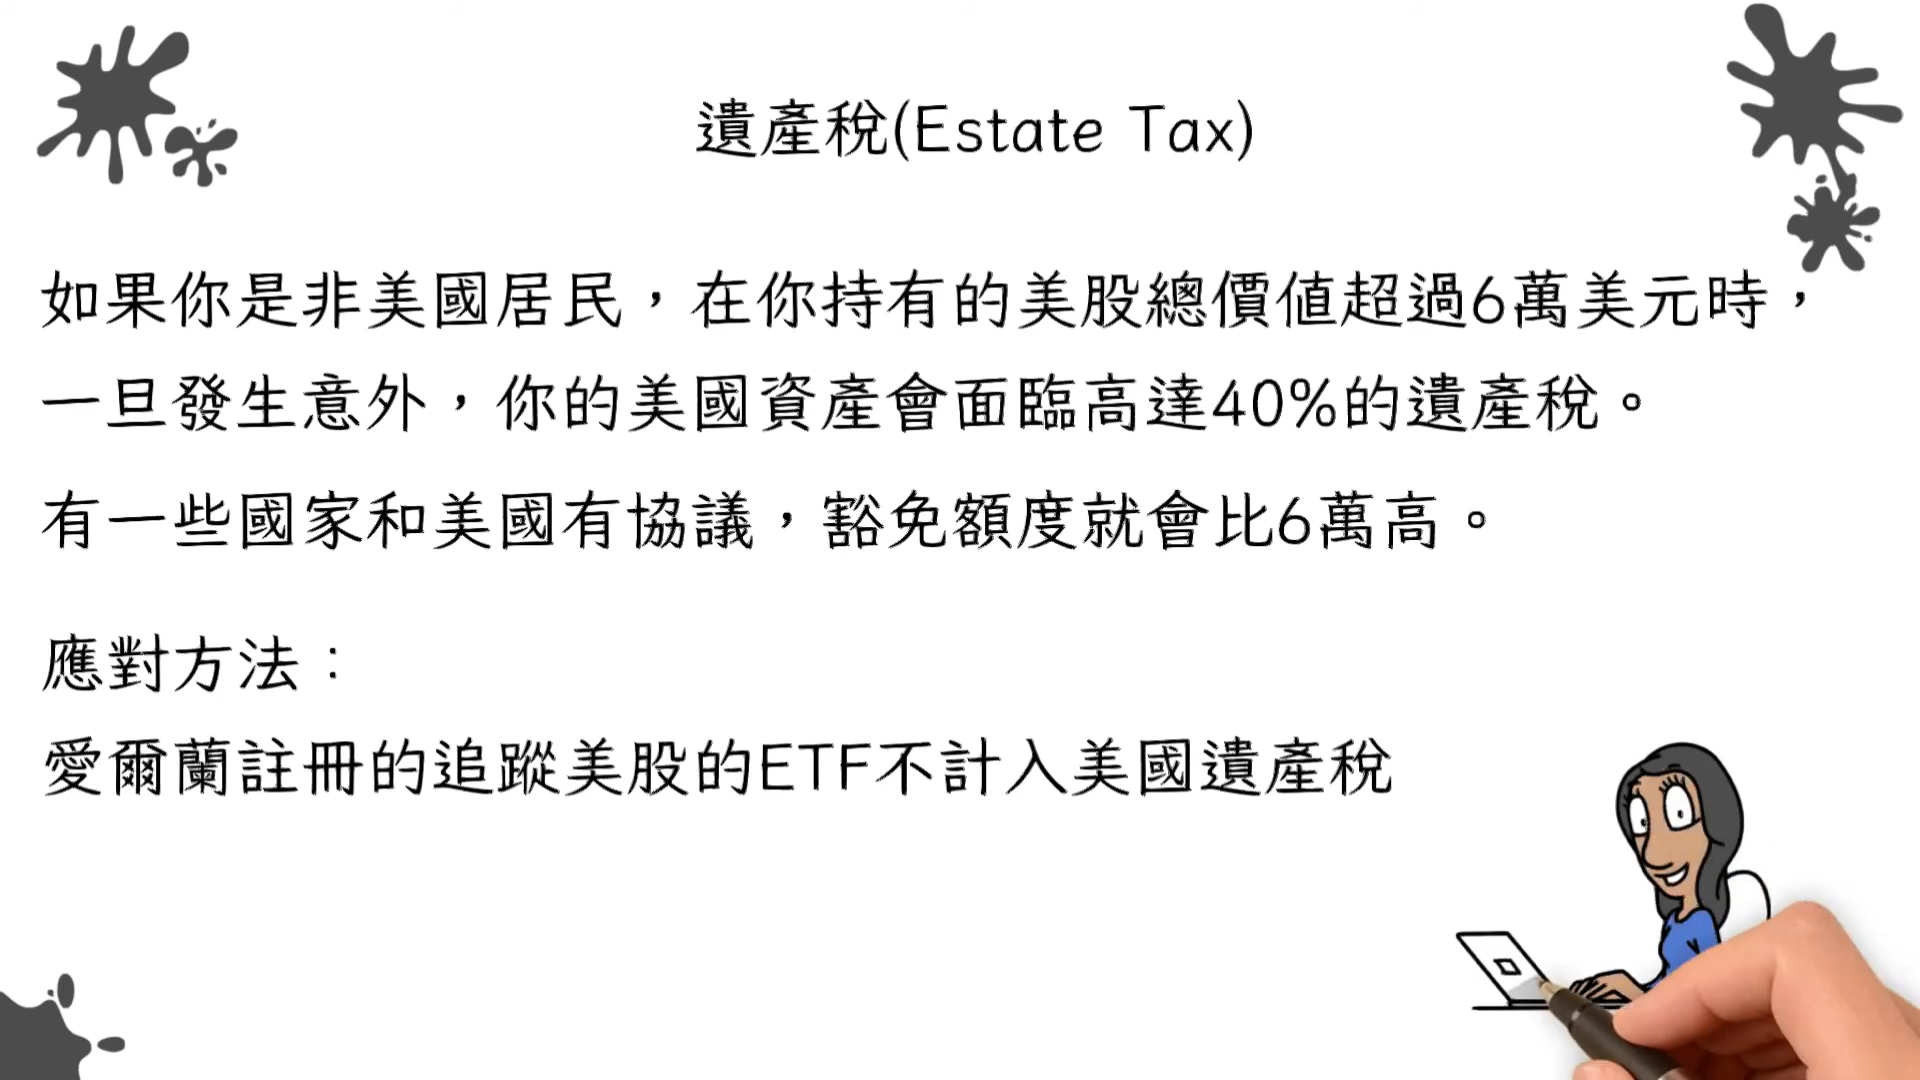 遺產稅(Estate Tax)
如果你是非美國居民，在你持有的美股總價值超過6萬美元時，
一旦發生意外，你的美國資產會面臨高達40%的遺產稅。
有一些國家和美國有協議，豁免額度就會比6萬高。
應對方法：
愛爾蘭註冊的追蹤美股的ETF不計入美國遺產稅